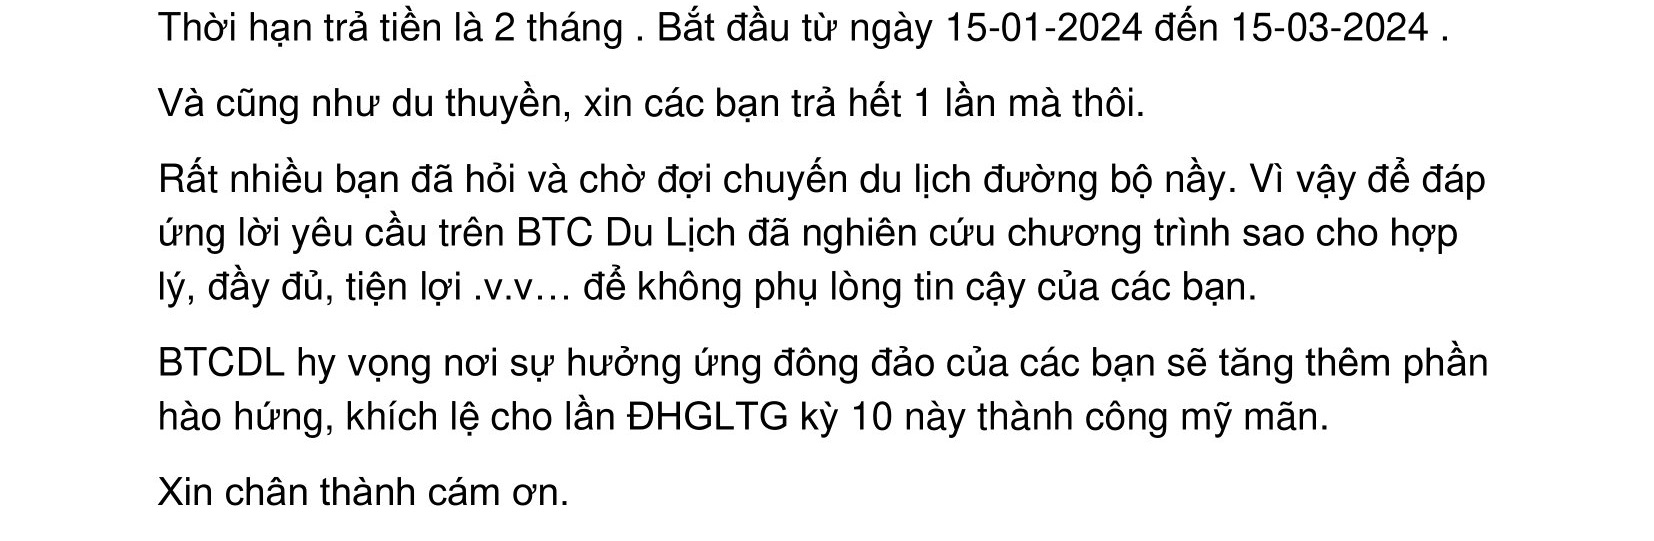 Thời hạn trả tiền là 2 tháng . Bắt đầu từ ngày 15-01-2024 đến 15-03-2024 .
Và cũng như du thuyền, xin các bạn trả hết 1 lần mà thôi.
Rất nhiều bạn đã hỏi và chờ đợi chuyến du lịch đường bộ nầy. Vì vậy để đáp
ứng lời yêu cầu trên BTC Du Lịch đã nghiên cứu chương trình sao cho hợp
lý, đầy đủ, tiện lợi .v.v… để không phụ lòng tin cậy của các bạn.
BTCDL hy vọng nơi sự hưởng ứng đông đảo của các bạn sẽ tăng thêm phần
hào hứng, khích lệ cho lần ĐHGLTG kỳ 10 này thành công mỹ mãn.
Xin chân thành cám ơn.